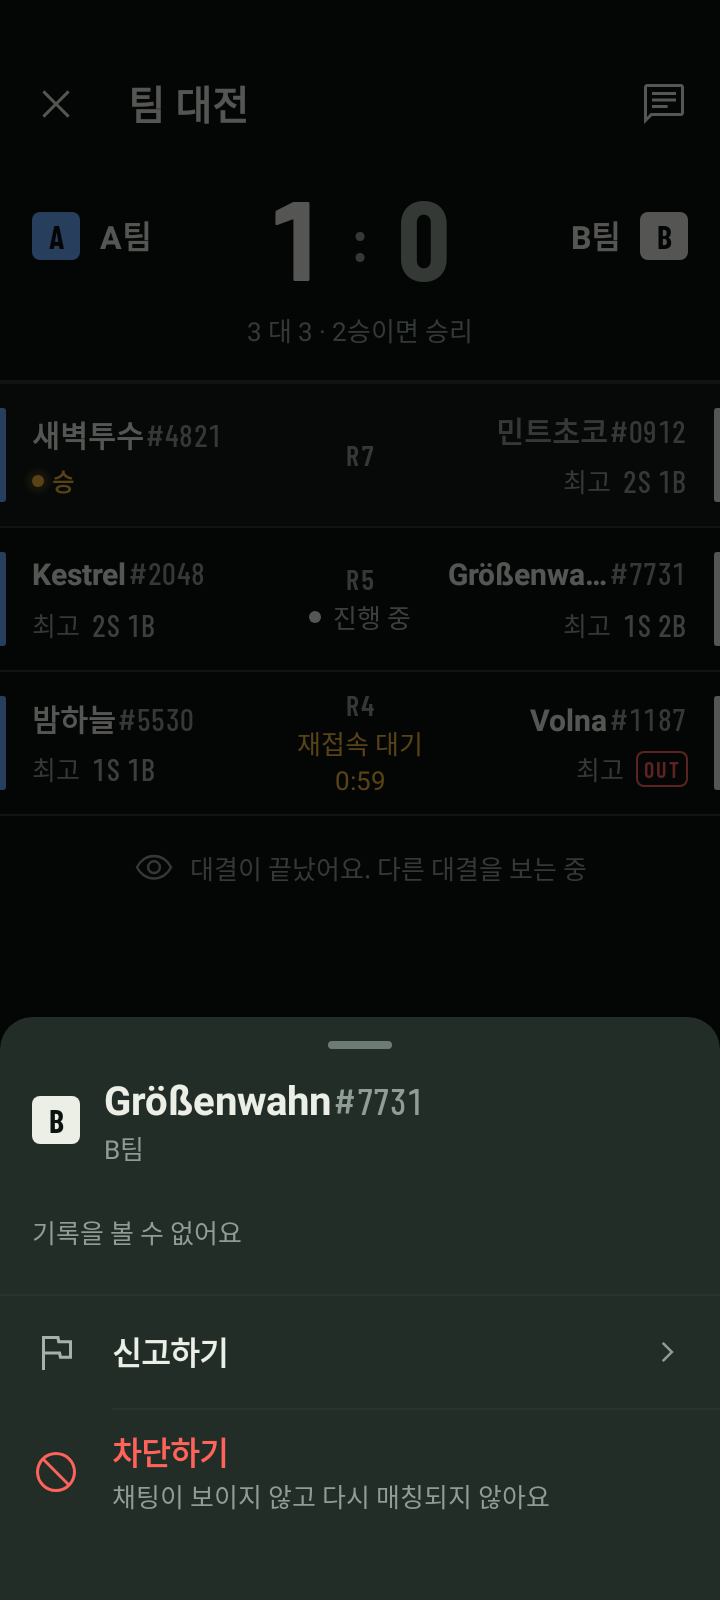 팀 대전
A A팀 1 : 0 B팀 B
3 대 3 · 2승이면 승리
새벽투수#4821 R7 민트초코#0912
승 최고 2S 1B
Kestrel#2048 R5 Größenwa...#7731
최고 2S 1B 진행 중 최고 1S 2B
밤하늘#5530 R4 Volna#1187
최고 1S 1B 재접속 대기 최고 OUT
0:59
대결이 끝났어요. 다른 대결을 보는 중
B Größenwahn#7731
B팀
기록을 볼 수 없어요
신고하기
차단하기
채팅이 보이지 않고 다시 매칭되지 않아요